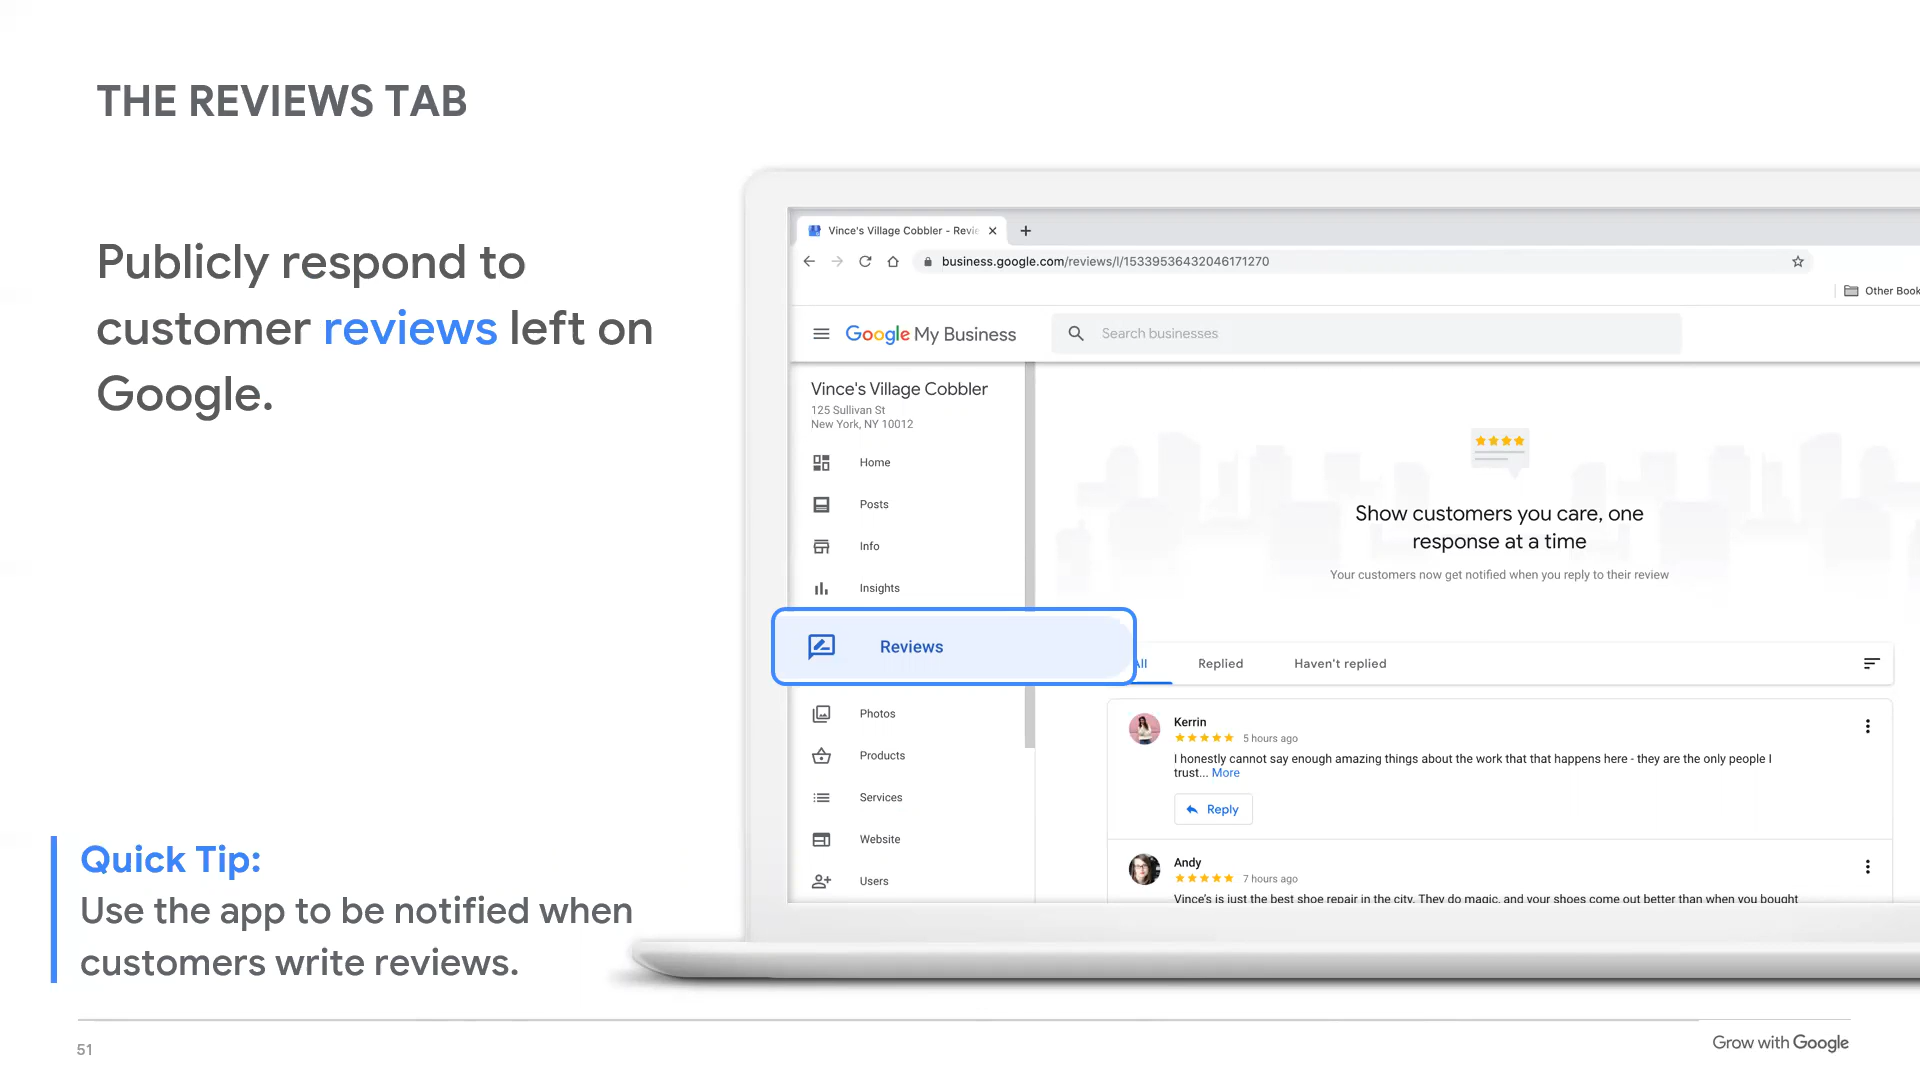 THE REVIEWS TAB
Publicly respond to
customer reviews left on
Google.
Quick Tip:
Use the app to be notified when
customers write reviews.
Vince's Village Cobbler - Revie
business.google.com/reviews/l/15339536432046171270
Other Book
Google My Business
Search businesses
Vince's Village Cobbler
125 Sullivan St
New York, NY 10012
Home
Posts
Info
Insights
Reviews
Photos
Products
Services
Website
Users
Show customers you care, one
response at a time
Your customers now get notified when you reply to their review
All Replied Haven't replied
Kerrin
5 hours ago
I honestly cannot say enough amazing things about the work that that happens here - they are the only people I
trust... More
Reply
Andy
7 hours ago
Vince's is just the best shoe repair in the city. They do magic, and your shoes come out better than when you bought
51
Grow with Google